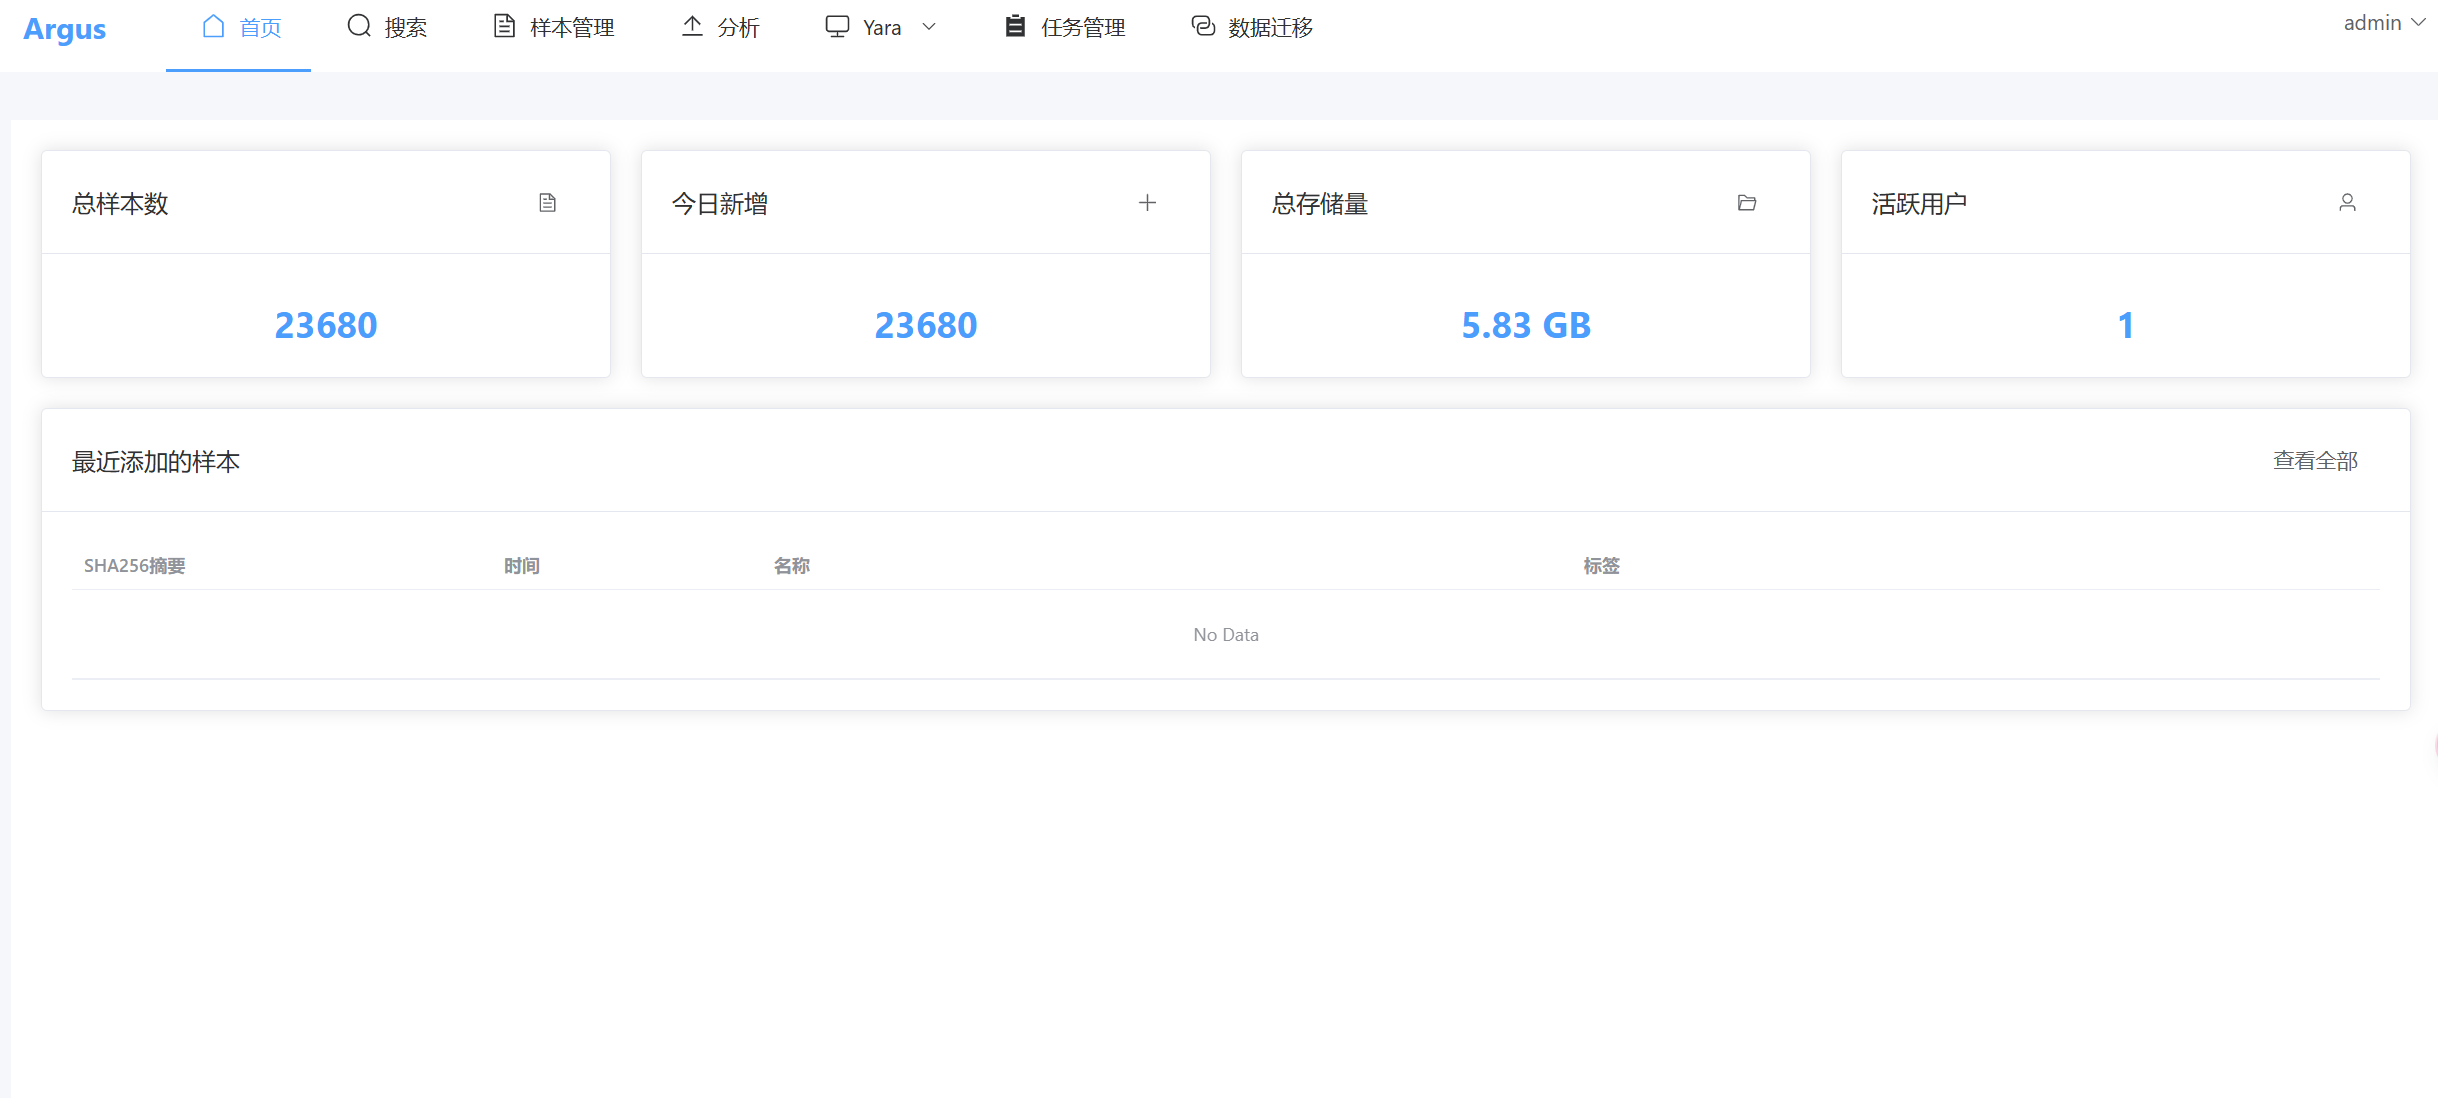 Argus 首页 搜索 样本管理 分析 Yara 任务管理 数据迁移 admin
总样本数 今日新增 总存储量 活跃用户
23680 23680 5.83 GB 1
最近添加的样本 查看全部
SHA256摘要 时间 名称 标签
No Data